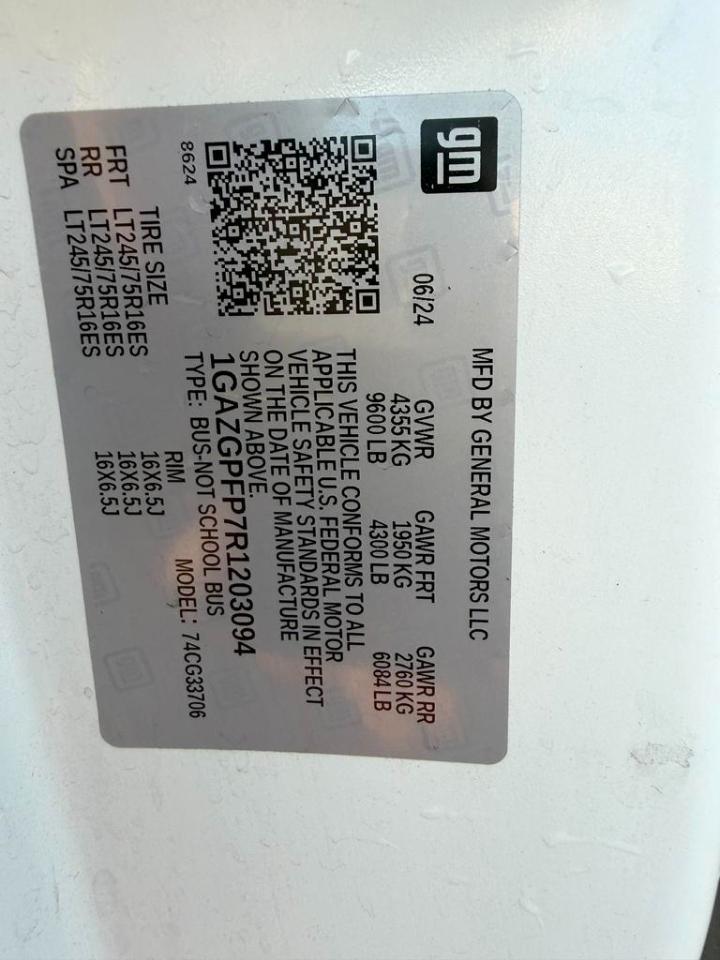 gm
MFD BY GENERAL MOTORS LLC
06/24 GVWR GAWR FRT GAWR RR
4355 KG 1950 KG 2760 KG
9600 LB 4300 LB 6084 LB
THIS VEHICLE CONFORMS TO ALL
APPLICABLE U.S. FEDERAL MOTOR
VEHICLE SAFETY STANDARDS IN EFFECT
ON THE DATE OF MANUFACTURE
SHOWN ABOVE.
1GAZGPFP7R1203094
8624 TYPE: BUS-NOT SCHOOL BUS MODEL: 74CG33706
TIRE SIZE RIM
FRT LT245/75R16ES 16X6.5J
RR LT245/75R16ES 16X6.5J
SPA LT245/75R16ES 16X6.5J